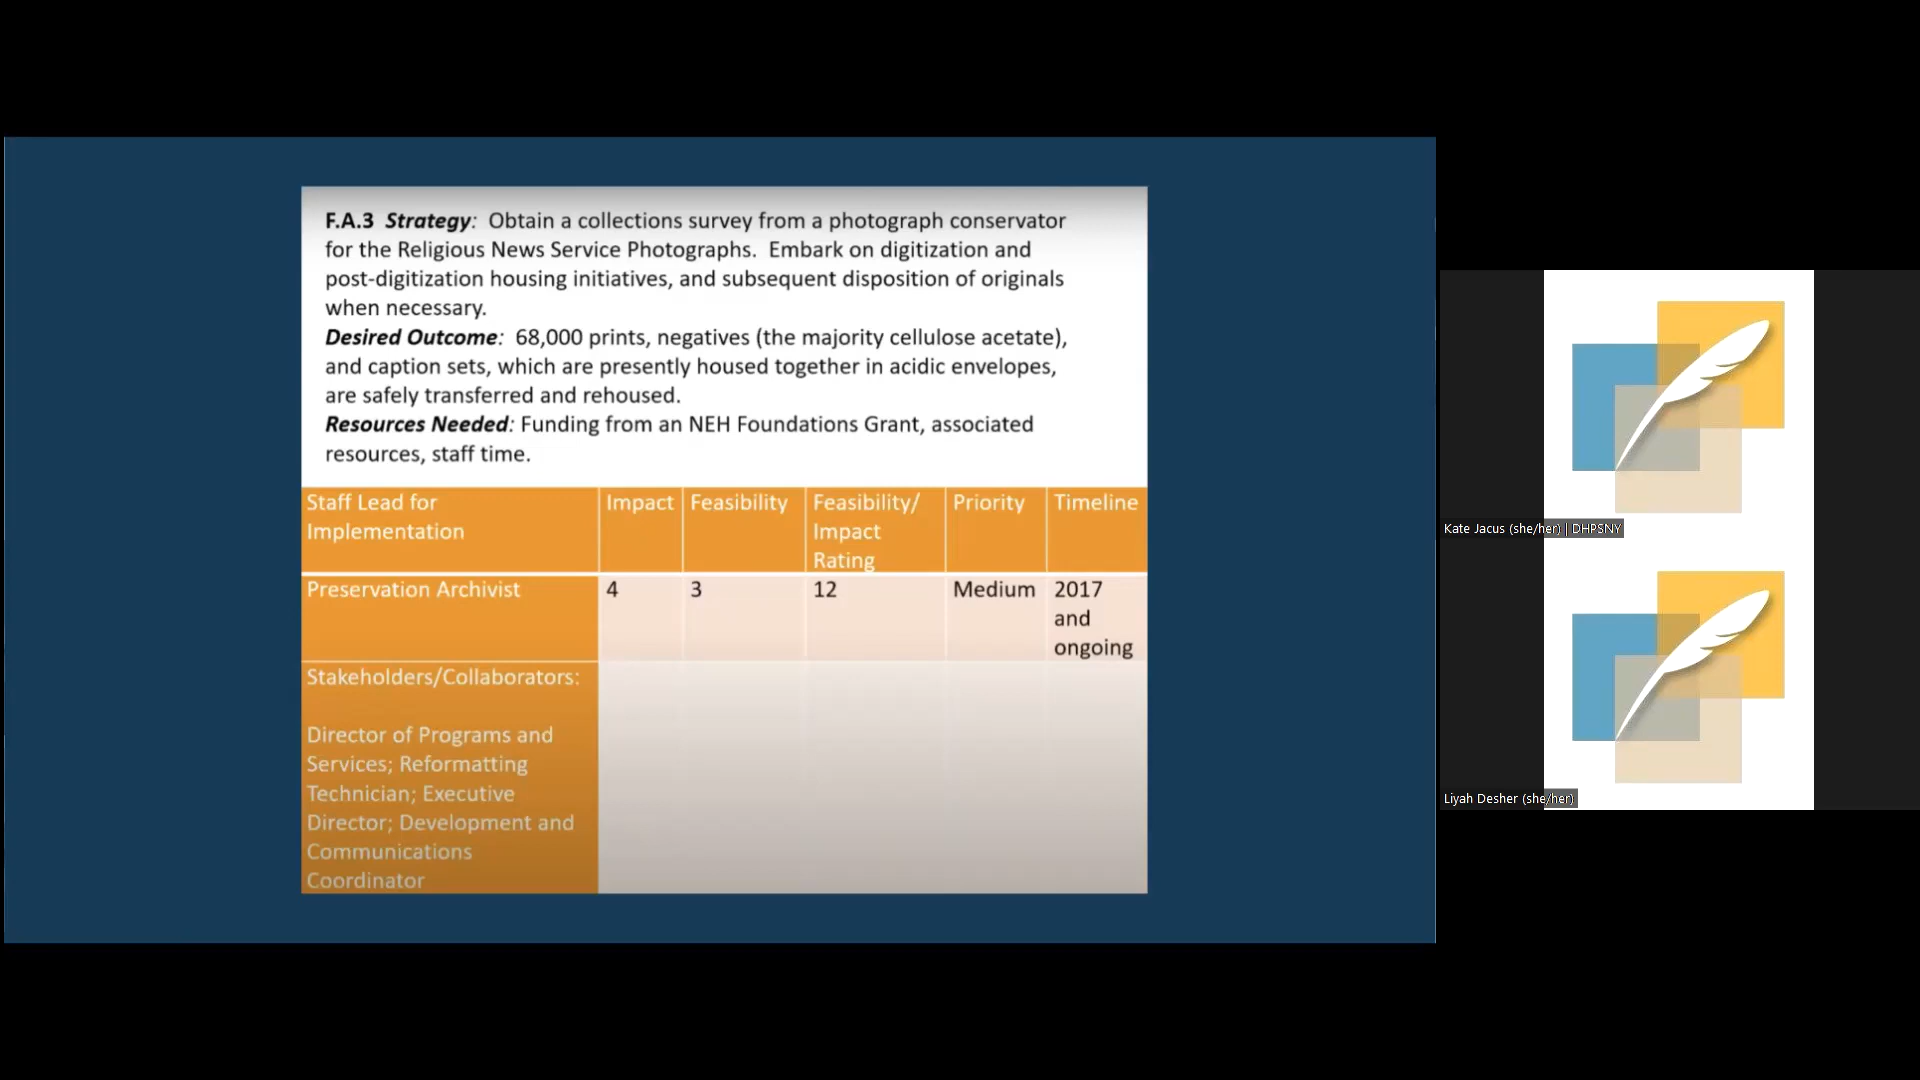 F.A.3 Strategy: Obtain a collections survey from a photograph conservator
for the Religious News Service Photographs. Embark on digitization and
post-digitization housing initiatives, and subsequent disposition of originals
when necessary.
Desired Outcome: 68,000 prints, negatives (the majority cellulose acetate),
and caption sets, which are presently housed together in acidic envelopes,
are safely transferred and rehoused.
Resources Needed: Funding from an NEH Foundations Grant, associated
resources, staff time.
Staff Lead for
Implementation
Impact
Feasibility
Feasibility/
Impact
Rating
Priority
Timeline
Preservation Archivist
4
3
12
Medium
2017
and
ongoing
Stakeholders/Collaborators:
Director of Programs and
Services; Reformatting
Technician; Executive
Director; Development and
Communications
Coordinator
Kate Jacus (she/her) | DHPSNY
Liyah Desher (she/her)